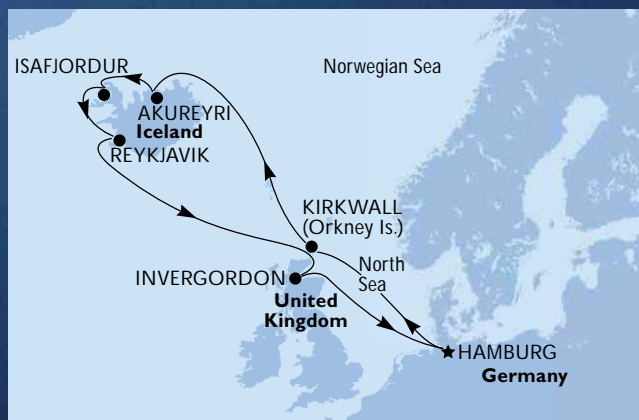 ISAFJORDUR
Norwegian Sea
AKUREYRI
Iceland
REYKJAVIK
KIRKWALL
(Orkney Is.)
North
Sea
INVERGORDON
United
Kingdom
HAMBURG
Germany